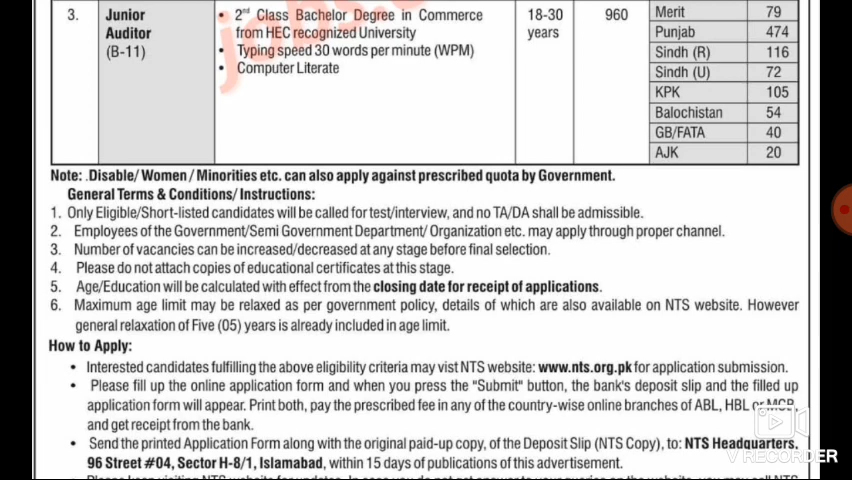 3. Junior 2nd Class Bachelor Degree in Commerce 18-30 960 Merit 79
Auditor from HEC recognized University years Punjab 474
(B-11) • Typing speed 30 words per minute (WPM) Sindh (R) 116
• Computer Literate Sindh (U) 72
KPK 105
Balochistan 54
GB/FATA 40
AJK 20
Note: .Disable/ Women / Minorities etc. can also apply against prescribed quota by Government.
General Terms & Conditions/ Instructions:
1. Only Eligible/Short-listed candidates will be called for test/interview, and no TA/DA shall be admissible.
2. Employees of the Government/Semi Government Department/ Organization etc. may apply through proper channel.
3. Number of vacancies can be increased/decreased at any stage before final selection.
4. Please do not attach copies of educational certificates at this stage.
5. Age/Education will be calculated with effect from the closing date for receipt of applications.
6. Maximum age limit may be relaxed as per government policy, details of which are also available on NTS website. However
general relaxation of Five (05) years is already included in age limit.
How to Apply:
• Interested candidates fulfilling the above eligibility criteria may vist NTS website: www.nts.org.pk for application submission.
• Please fill up the online application form and when you press the "Submit" button, the bank's deposit slip and the filled up
application form will appear. Print both, pay the prescribed fee in any of the country-wise online branches of ABL, HBL or MCB,
and get receipt from the bank.
• Send the printed Application Form along with the original paid-up copy, of the Deposit Slip (NTS Copy), to: NTS Headquarters,
96 Street #04, Sector H-8/1, Islamabad, within 15 days of publications of this advertisement.
V RECORDER